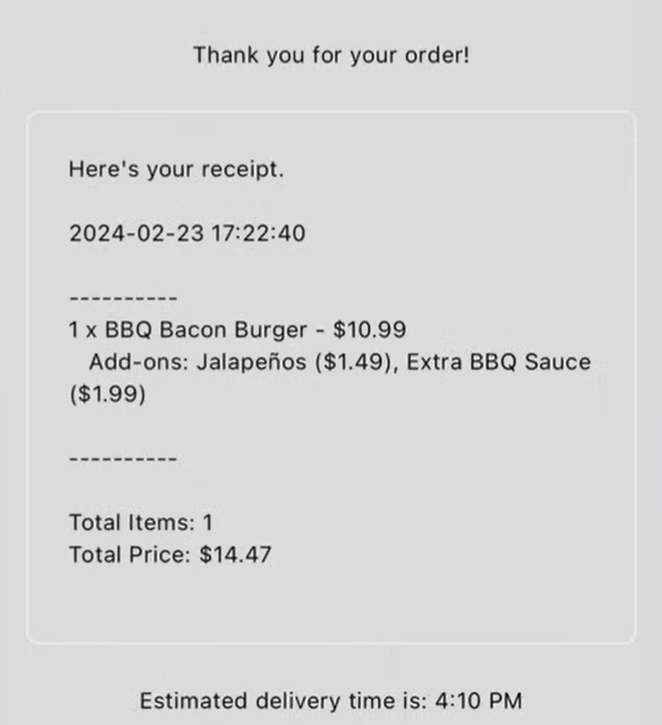 Thank you for your order!
Here's your receipt.
2024-02-23 17:22:40
----------
1 x BBQ Bacon Burger - $10.99
Add-ons: Jalapeños ($1.49), Extra BBQ Sauce
($1.99)
----------
Total Items: 1
Total Price: $14.47
Estimated delivery time is: 4:10 PM